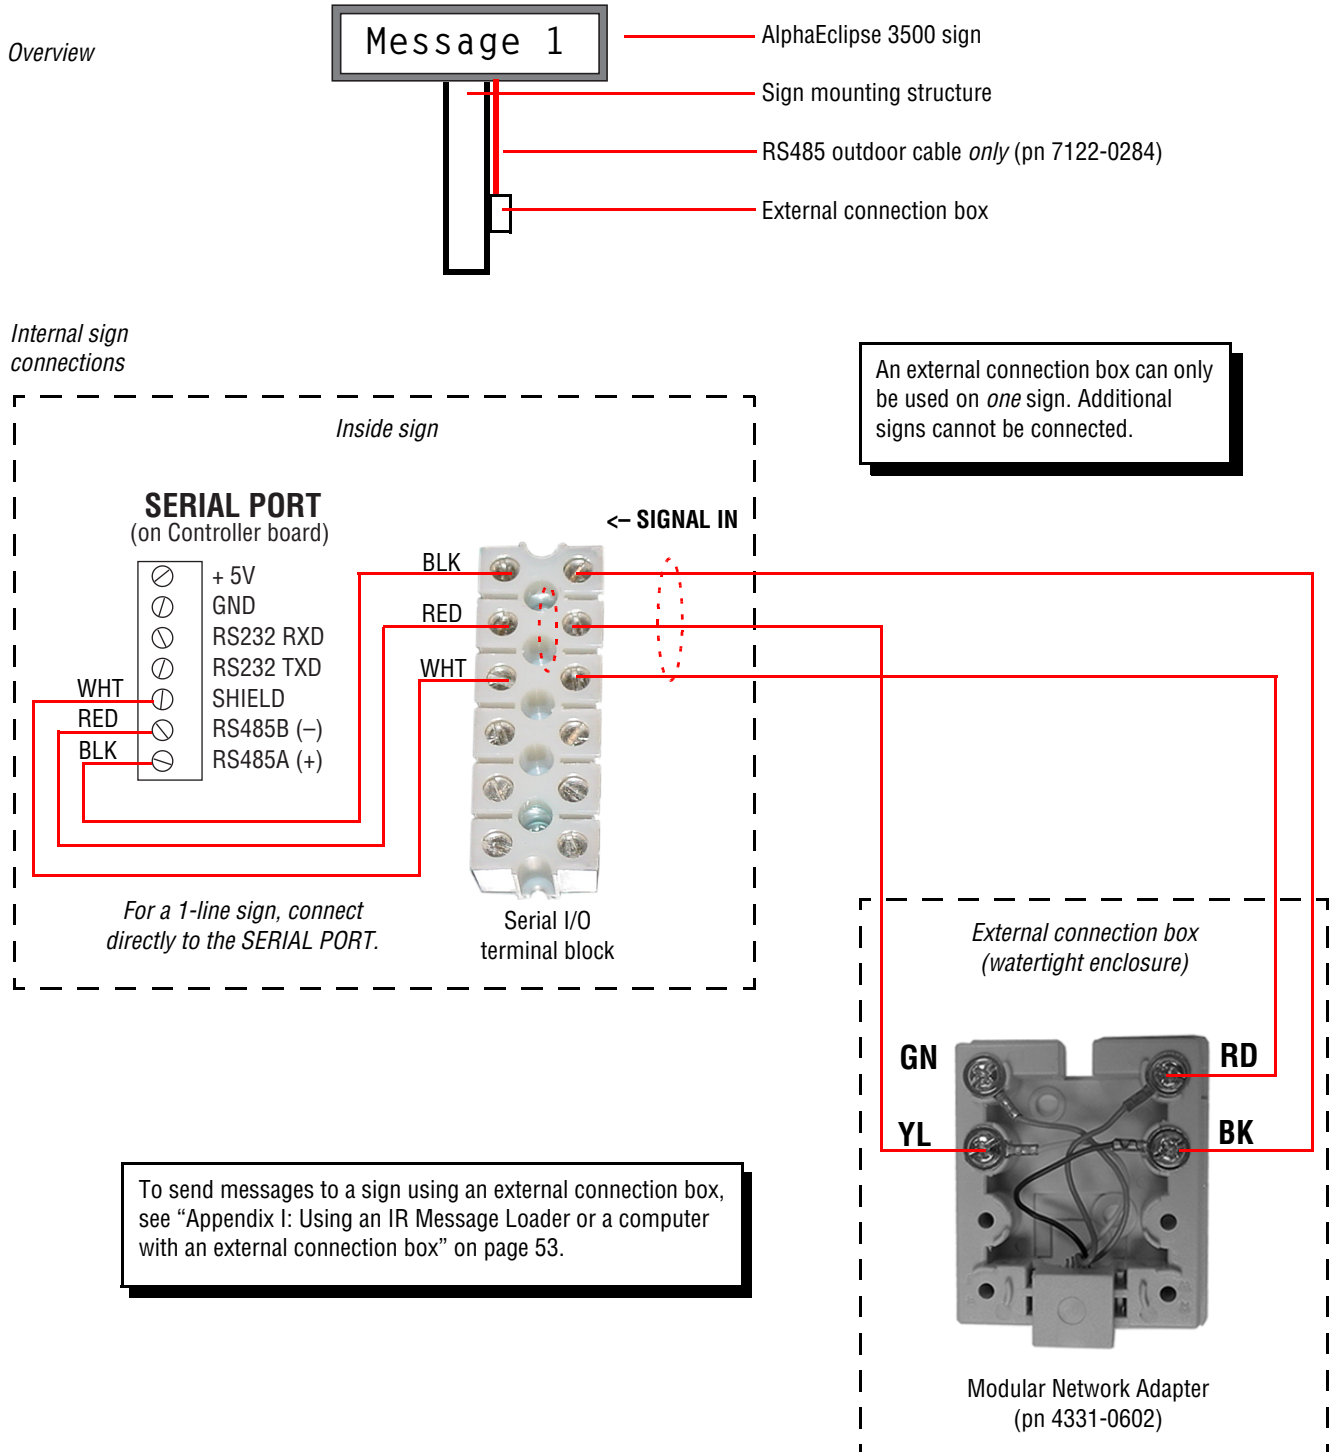 Overview
Message 1
AlphaEclipse 3500 sign
Sign mounting structure
RS485 outdoor cable only (pn 7122-0284)
External connection box
Internal sign
connections
An external connection box can only
be used on one sign. Additional
signs cannot be connected.
Inside sign
SERIAL PORT
(on Controller board)
<– SIGNAL IN
+ 5V
GND
RS232 RXD
RS232 TXD
SHIELD
RS485B (–)
RS485A (+)
WHT
RED
BLK
BLK
RED
WHT
For a 1-line sign, connect
directly to the SERIAL PORT.
Serial I/O
terminal block
External connection box
(watertight enclosure)
GN
RD
YL
BK
To send messages to a sign using an external connection box,
see “Appendix I: Using an IR Message Loader or a computer
with an external connection box” on page 53.
Modular Network Adapter
(pn 4331-0602)